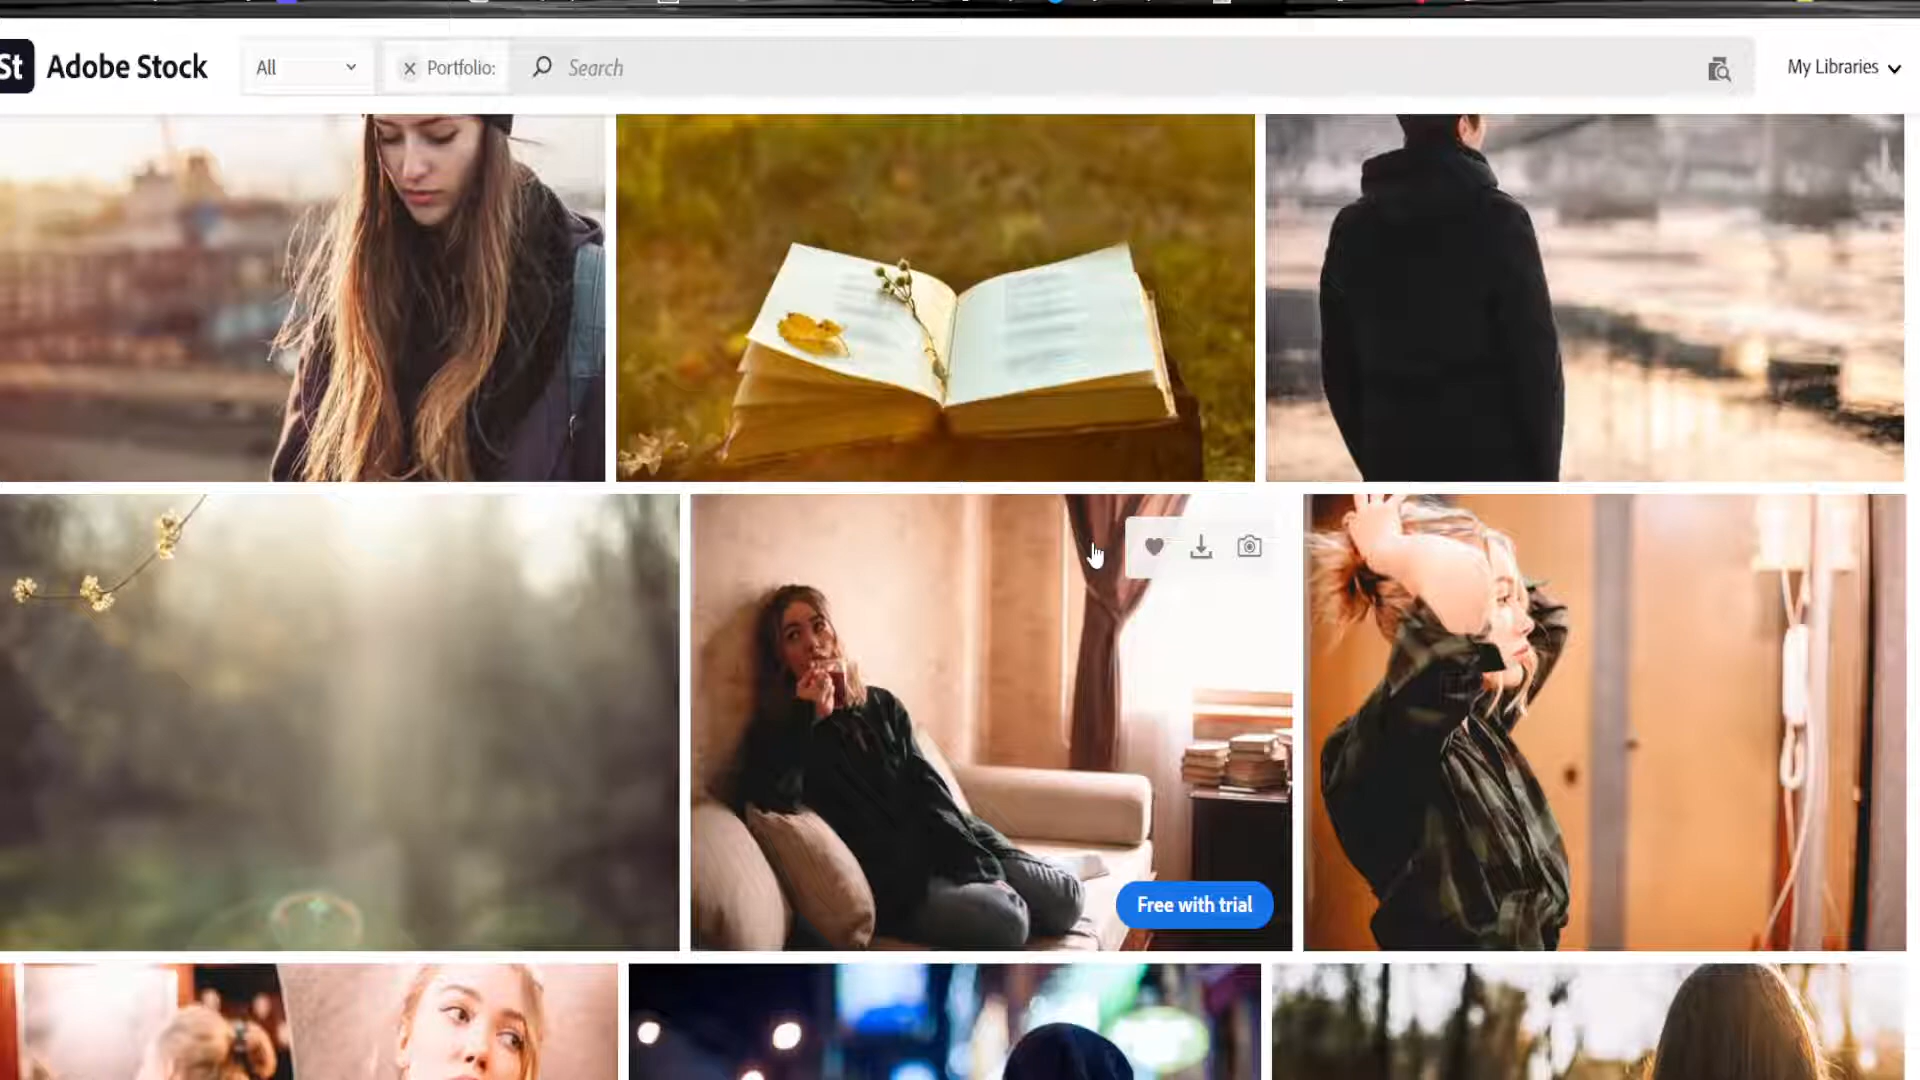 St Adobe Stock
All
Portfolio:
Search
My Libraries
Free with trial